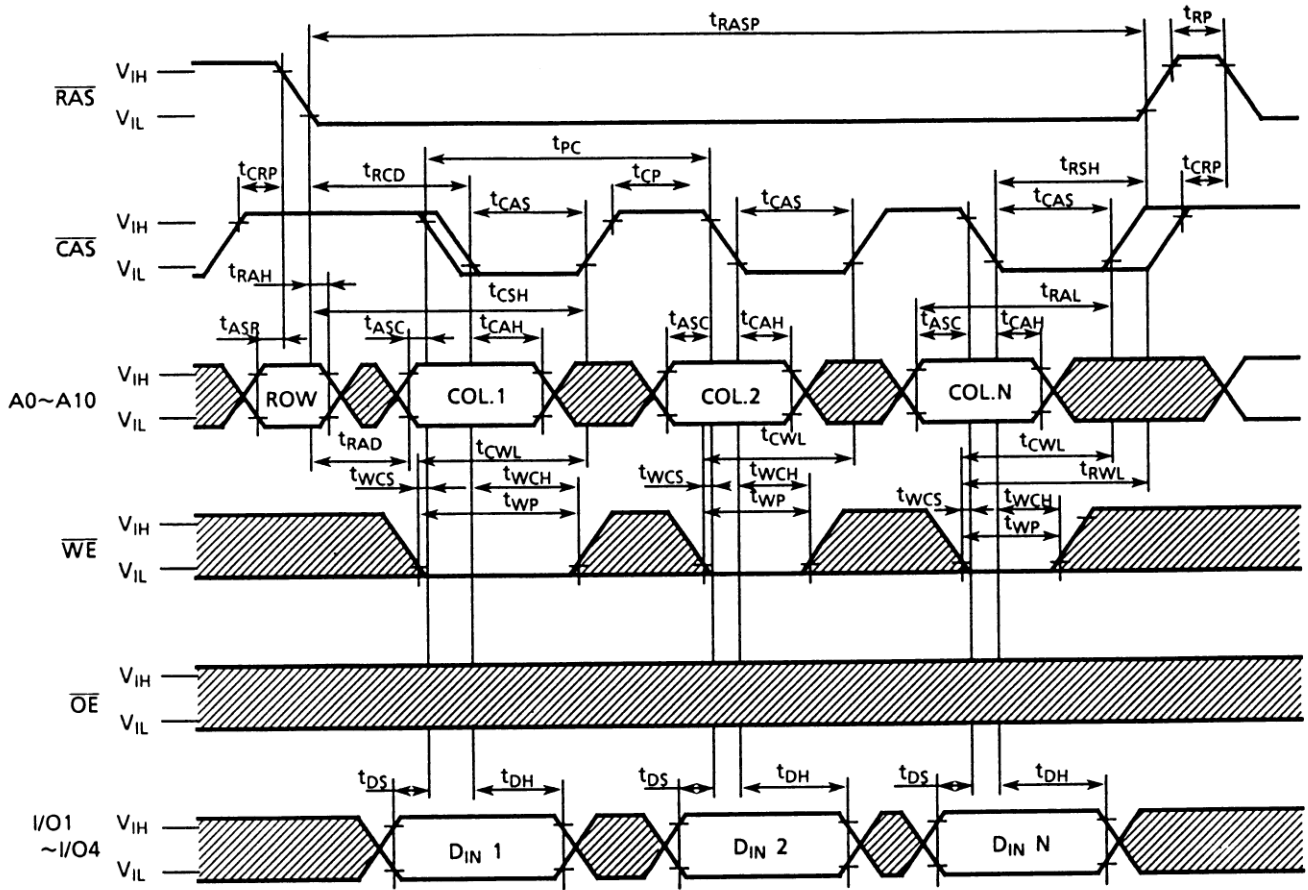 tRASP tRP
RAS VIH
VIL
tPC
tCRP tRCD tCP tRSH tCRP
tCAS tCAS tCAS
CAS VIH
VIL
tRAH tCSH tRAL
tASR tASC tCAH tASC tCAH tASC tCAH
A0~A10 VIH
VIL
ROW COL.1 COL.2 COL.N
tRAD tCWL tCWL tCWL
tWCS tWCH tWCS tWCH tRWL
tWP tWP tWCS tWCH
tWP
WE VIH
VIL
OE VIH
VIL
tDS tDH tDS tDH tDS tDH
I/O1 ~I/O4 VIH
VIL
DIN 1 DIN 2 DIN N